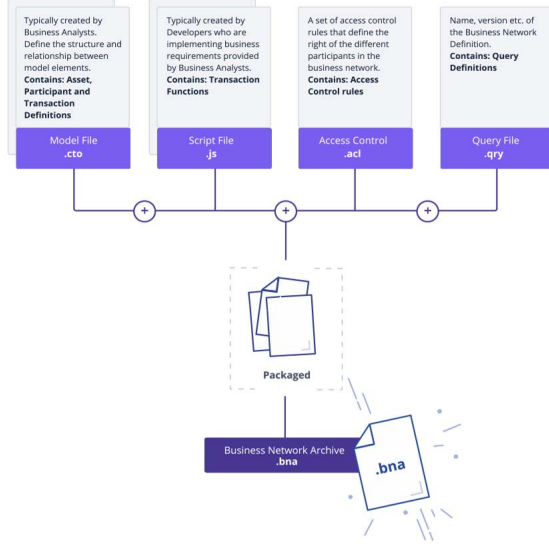 Typically created by
Business Analysts.
Define the structure and
relationship between
model elements.
Contains: Asset,
Participant and
Transaction
Definitions
Model File
.cto
Typically created by
Developers who are
implementing business
requirements provided
by Business Analysts.
Contains: Transaction
Functions
Script File
.js
A set of access control
rules that define the
right of the different
participants in the
business network.
Contains: Access
Control rules
Access Control
.acl
Name, version etc. of
the Business Network
Definition.
Contains: Query
Definitions
Query File
.qry
+
+
+
Packaged
Business Network Archive
.bna
.bna